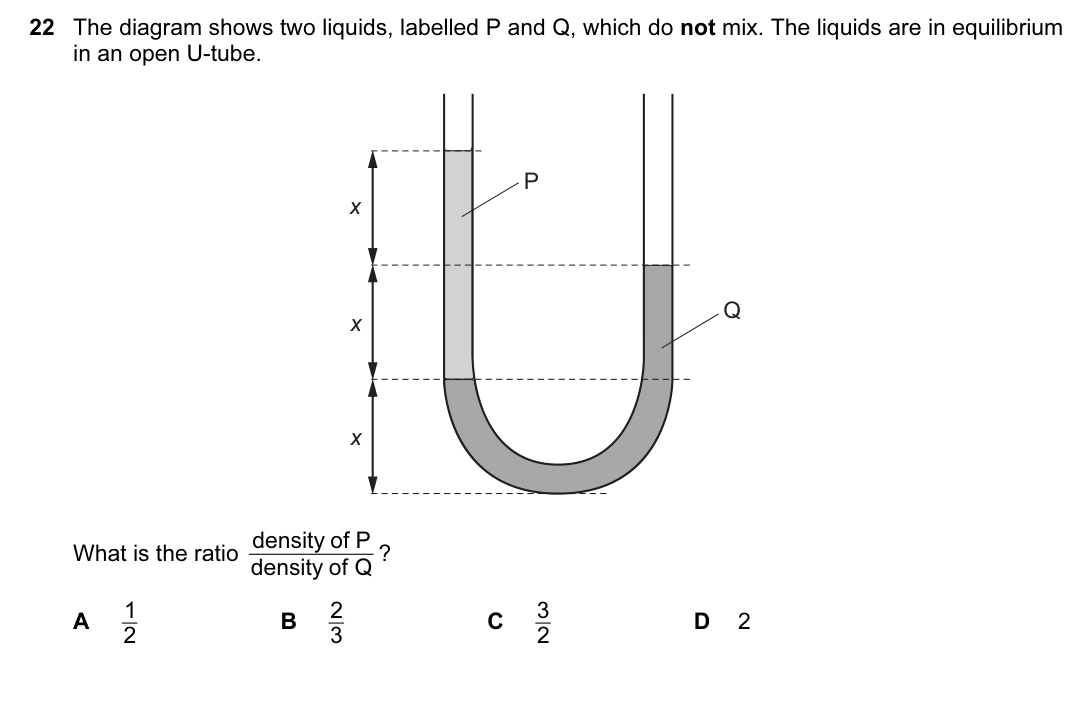 22 The diagram shows two liquids, labelled P and Q, which do not mix. The liquids are in equilibrium
in an open U-tube.
P
x
x
Q
x
What is the ratio density of P / density of Q ?
A 1/2 B 2/3 C 3/2 D 2